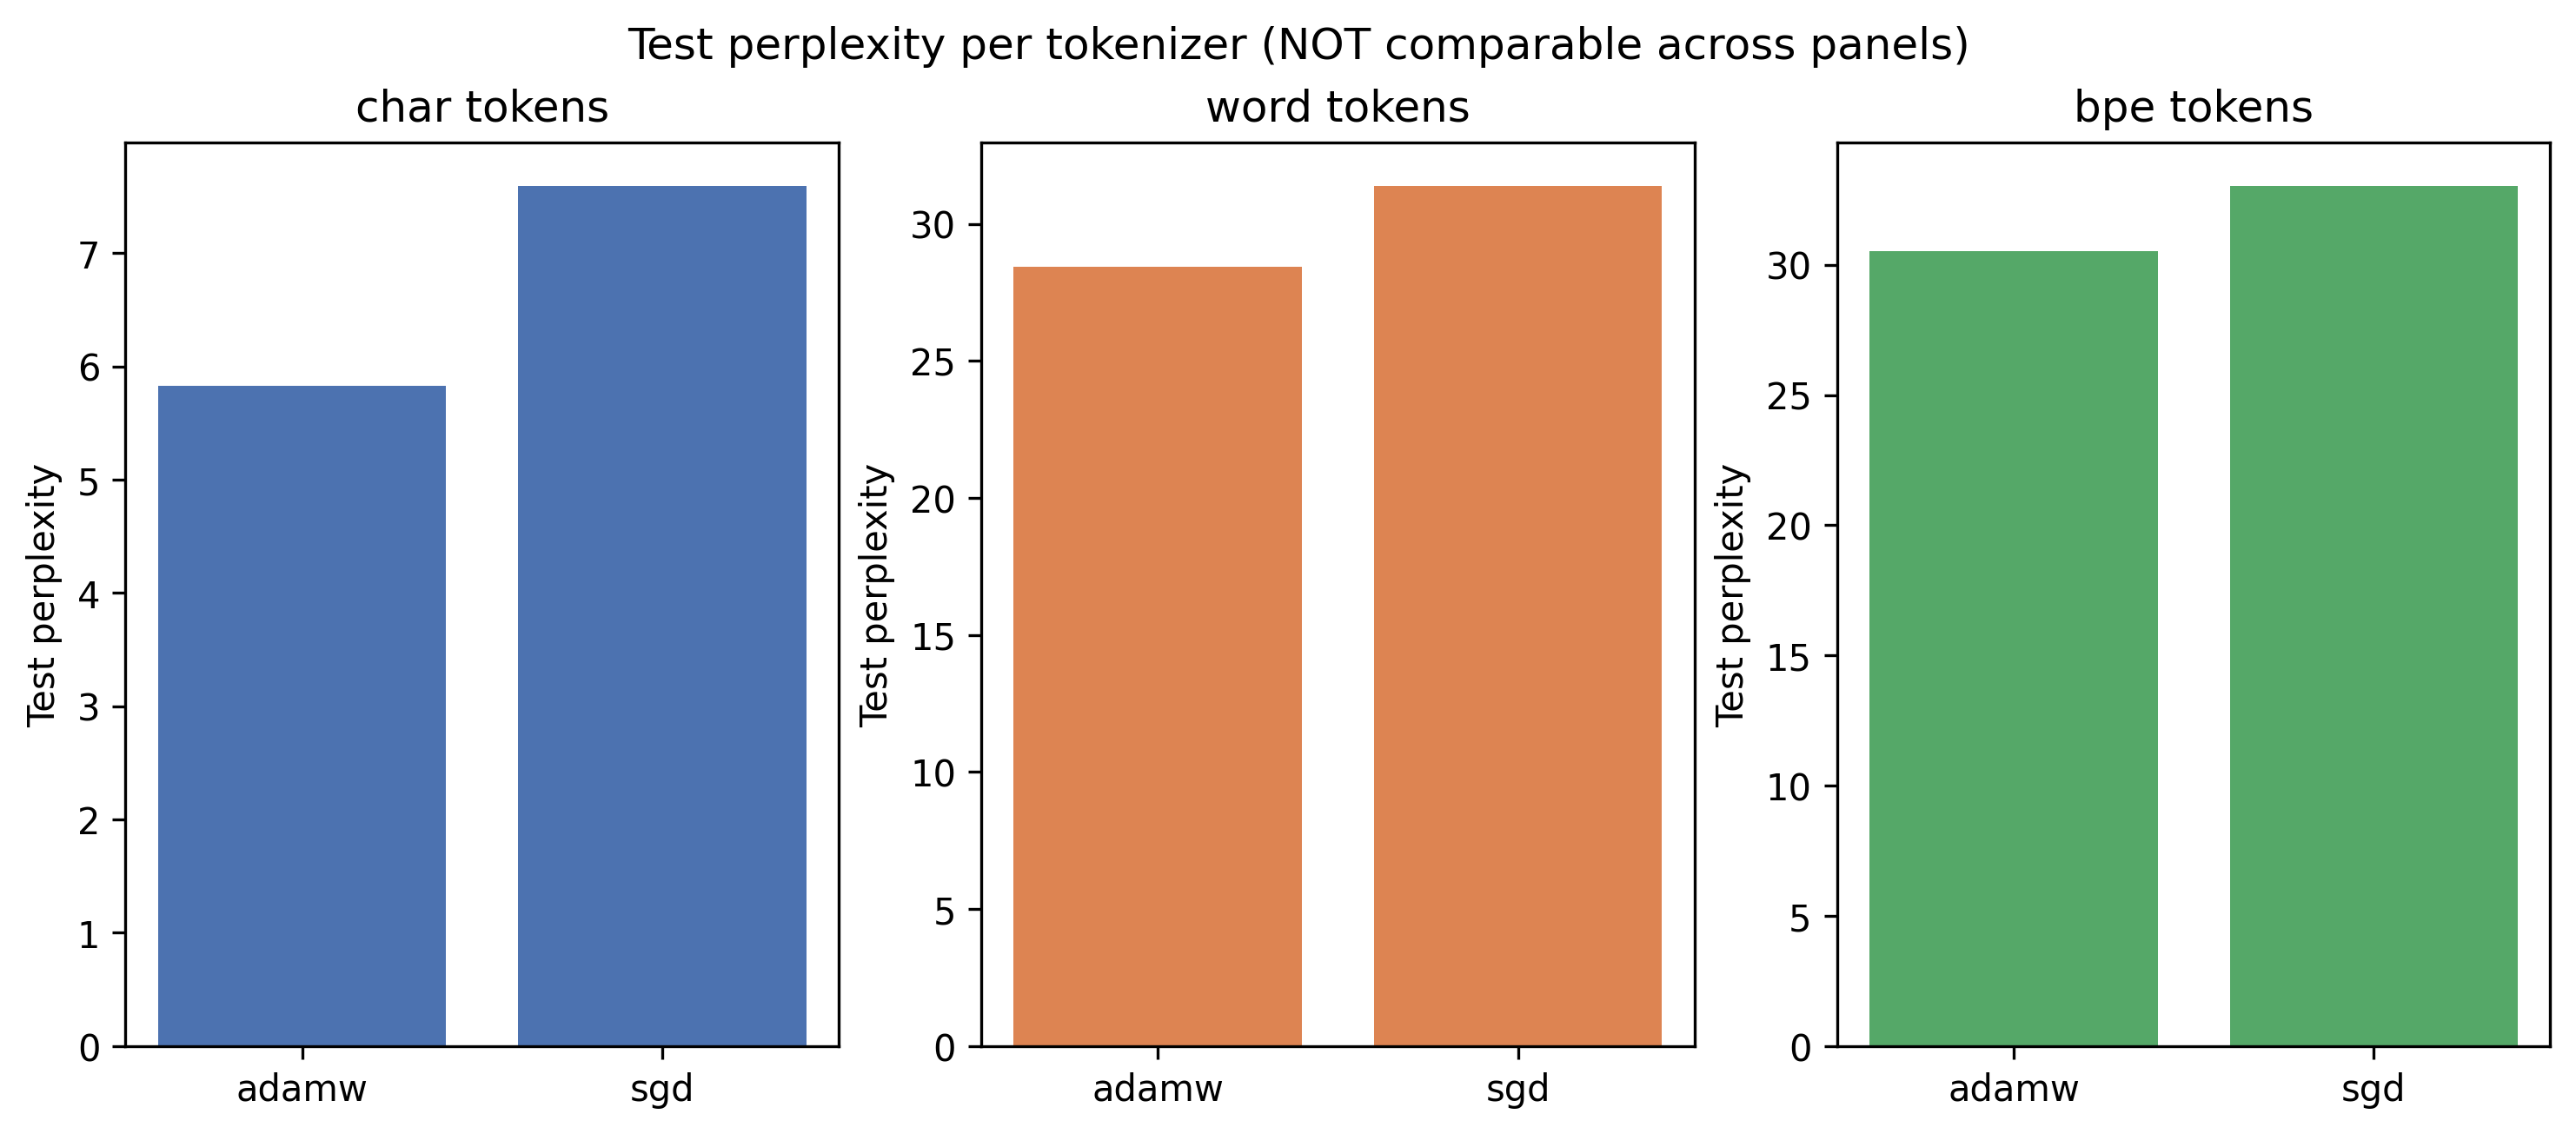 Test perplexity per tokenizer (NOT comparable across panels)
char tokens
Test perplexity
7
6
5
4
3
2
1
0
adamw
sgd
word tokens
Test perplexity
30
25
20
15
10
5
0
adamw
sgd
bpe tokens
Test perplexity
30
25
20
15
10
5
0
adamw
sgd